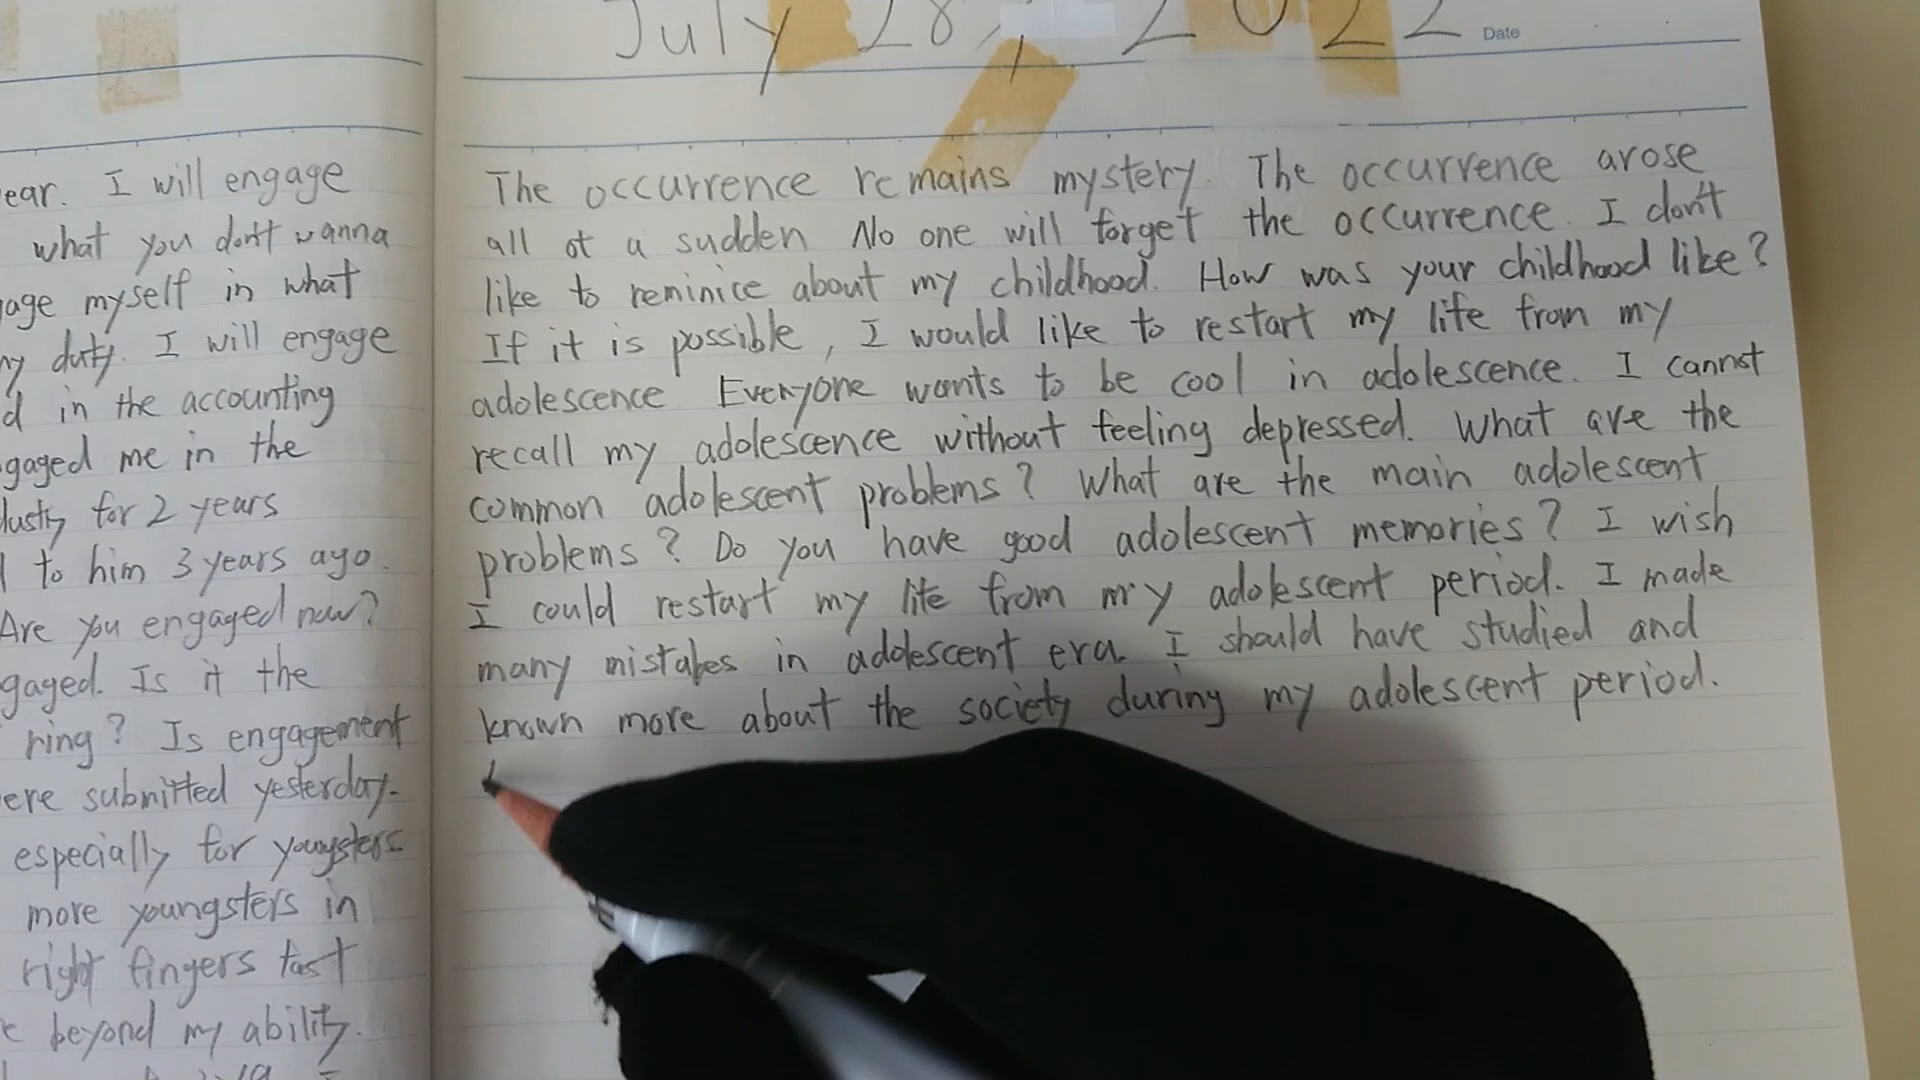 ear. I will engage
what you don't wanna
age myself in what
my duty. I will engage
d in the accounting
gaged me in the
dustry for 2 years
to him 3 years ago.
Are you engaged now?
gaged. Is it the
ring? Is engagement
ere submitted yesterday.
especially for youngsters
more youngsters in
right fingers fast
beyond my ability.
July 28, 2022 Date
The occurrence remains mystery. The occurrence arose
all of a sudden. No one will forget the occurrence. I don't
like to reminice about my childhood. How was your childhood like?
If it is possible, I would like to restart my life from my
adolescence. Everyone wants to be cool in adolescence. I cannot
recall my adolescence without feeling depressed. What are the
common adolescent problems? What are the main adolescent
problems? Do you have good adolescent memories? I wish
I could restart my life from my adolescent period. I made
many mistakes in adolescent era. I should have studied and
known more about the society during my adolescent period.